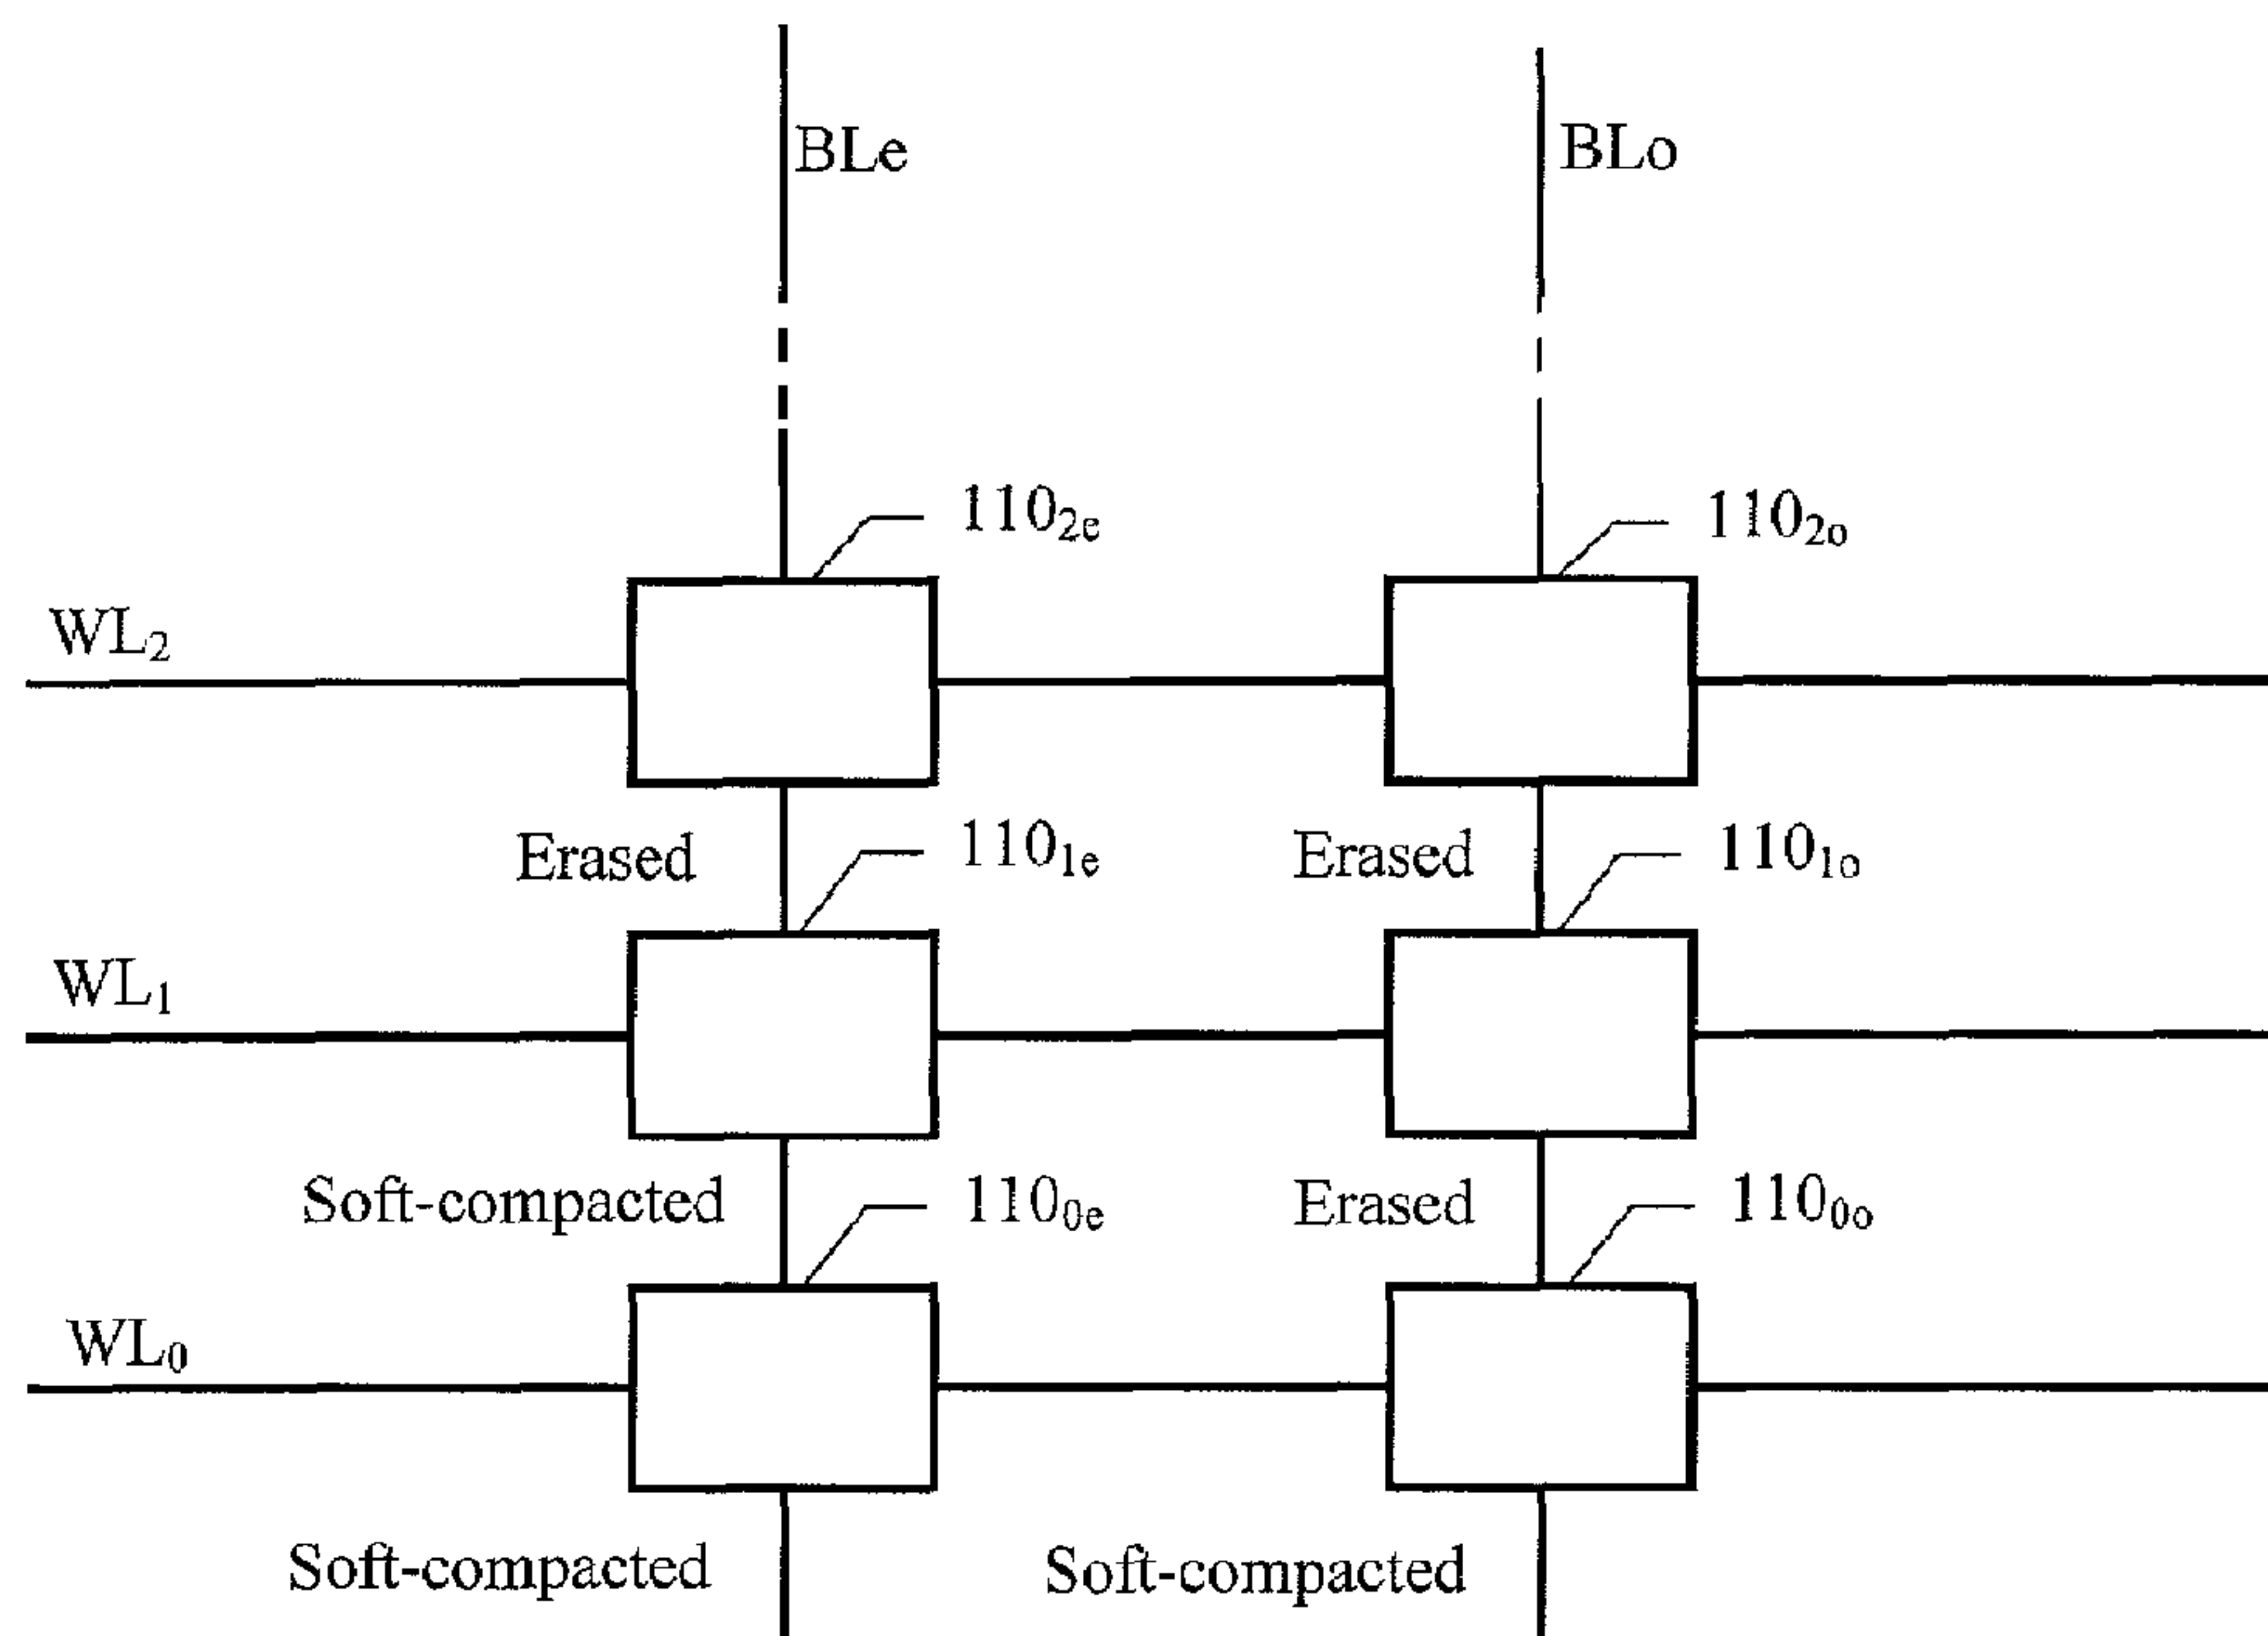 BLe
BLo
110₂ₑ
110₂ₒ
WL₂
Erased
110₁ₑ
Erased
110₁ₒ
WL₁
Soft-compacted
110₀ₑ
Erased
110₀ₒ
WL₀
Soft-compacted
Soft-compacted